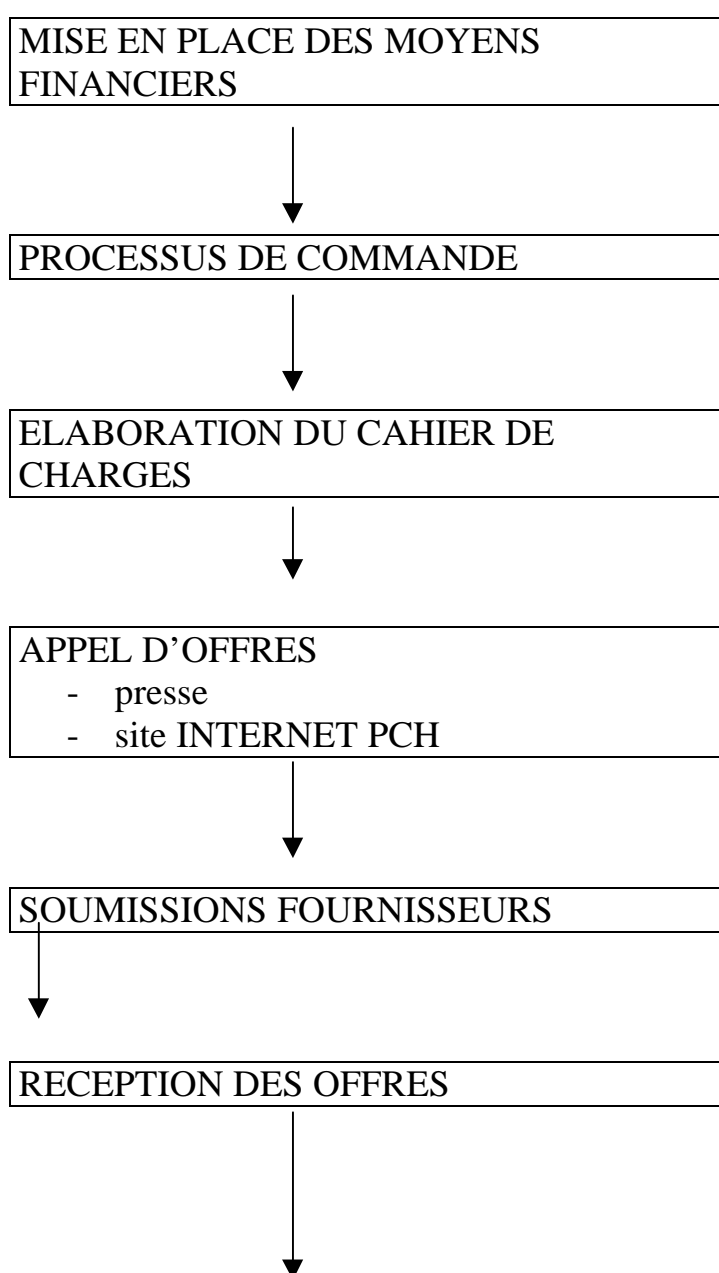 MISE EN PLACE DES MOYENS
FINANCIERS
PROCESSUS DE COMMANDE
ELABORATION DU CAHIER DE
CHARGES
APPEL D’OFFRES
- presse
- site INTERNET PCH
SOUMISSIONS FOURNISSEURS
RECEPTION DES OFFRES